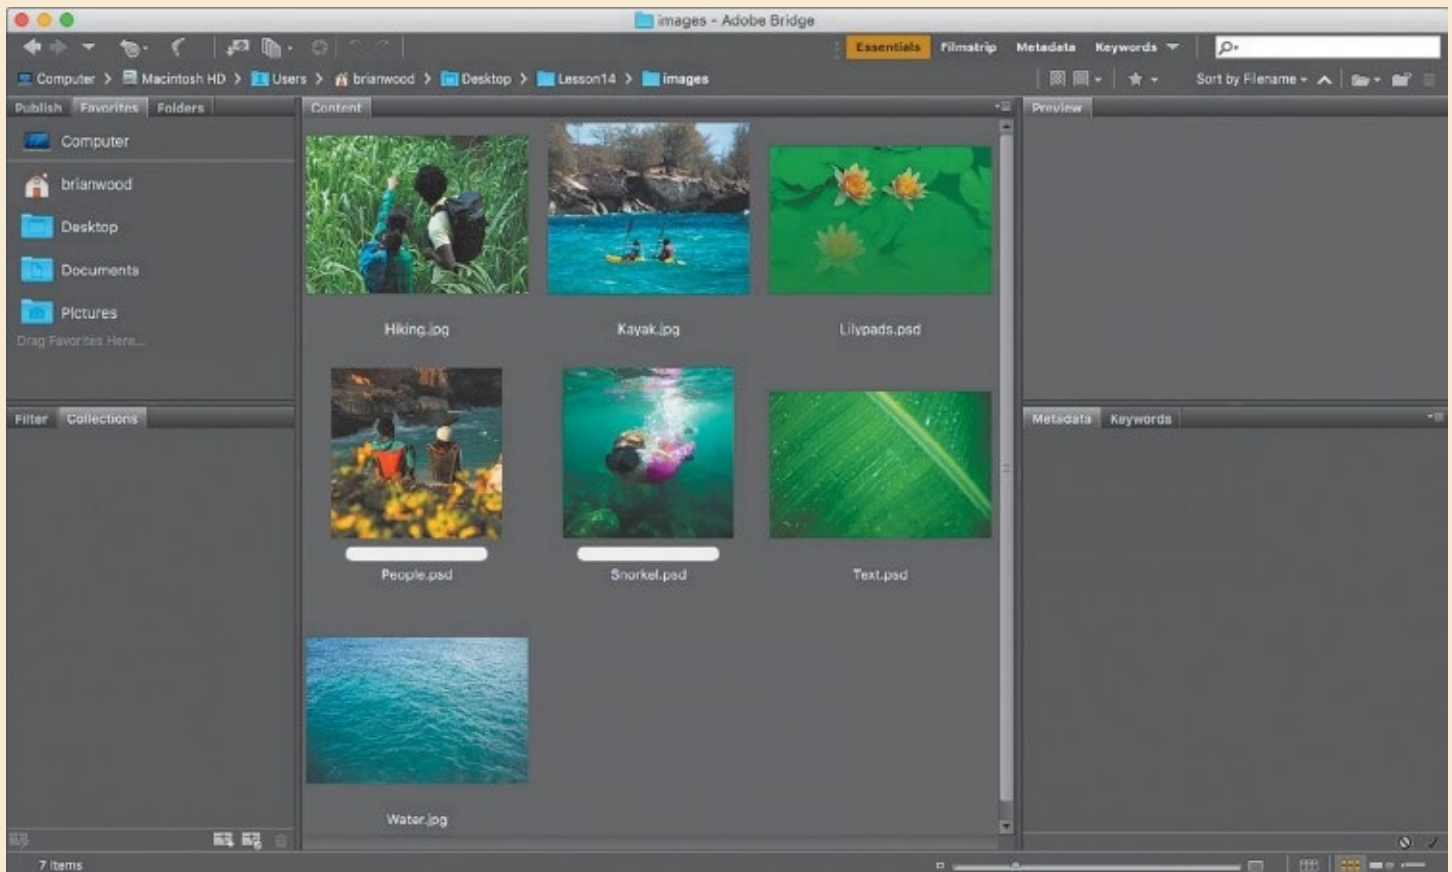 images - Adobe Bridge
Essentials Filmstrip Metadata Keywords
Computer > Macintosh HD > Users > brianwood > Desktop > Lesson14 > images
Sort by Filename
Publish Favorites Folders
Content
Preview
Computer
brianwood
Desktop
Documents
Pictures
Drag Favorites Here...
Hiking.jpg Kayak.jpg Lilypads.psd
Filter Collections
Metadata Keywords
People.psd Snorkel.psd Text.psd
Water.jpg
7 items